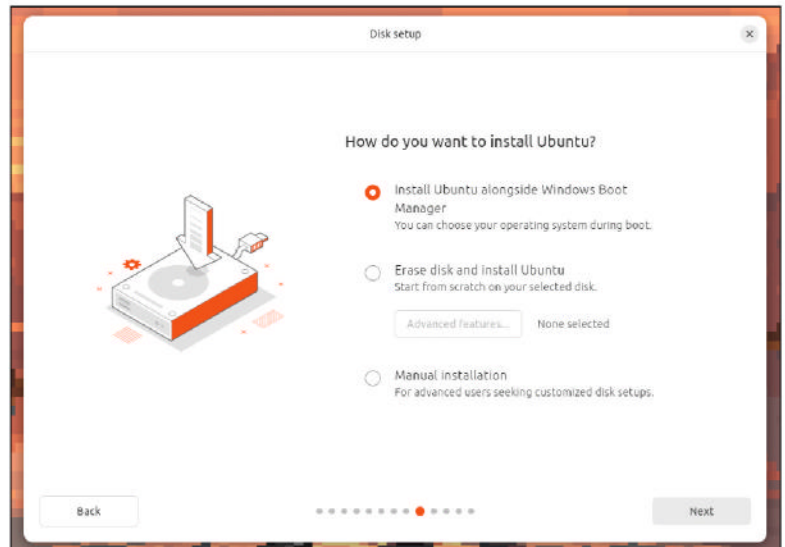 Disk setup
How do you want to install Ubuntu?
Install Ubuntu alongside Windows Boot
Manager
You can choose your operating system during boot.
Erase disk and install Ubuntu
Start from scratch on your selected disk.
Advanced features... None selected
Manual installation
For advanced users seeking customized disk setups.
Back Next